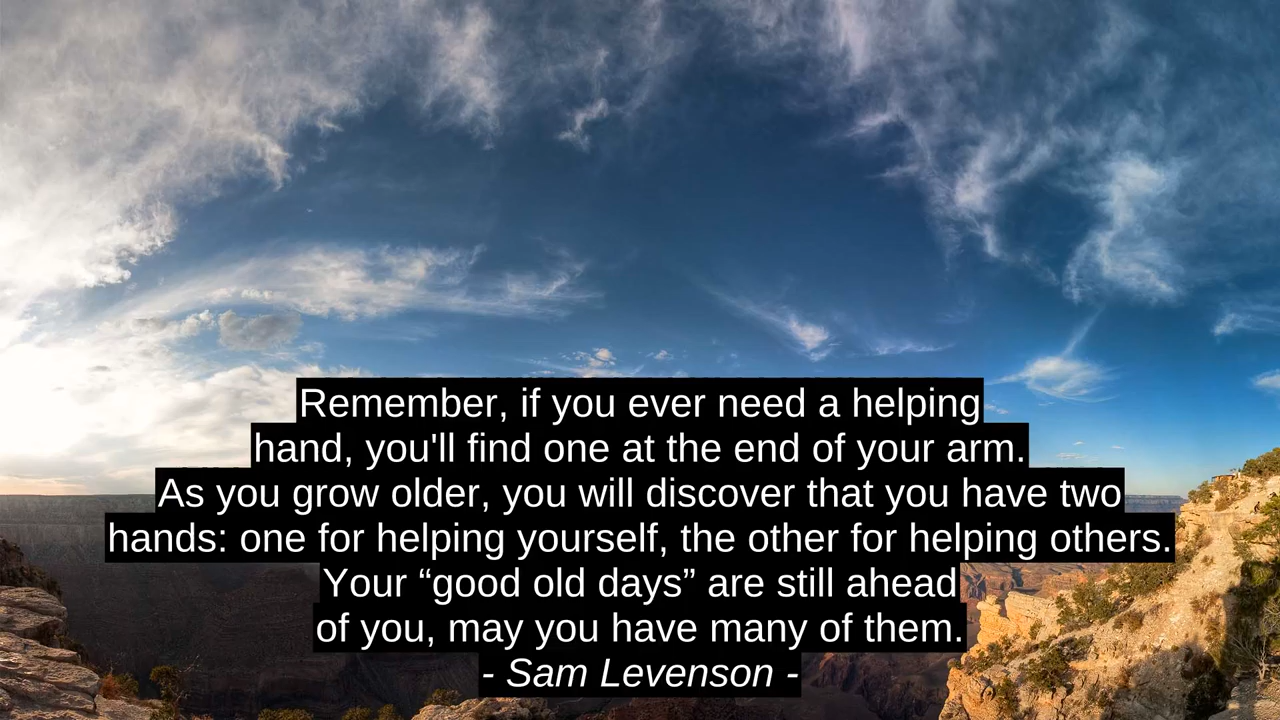 Remember, if you ever need a helping
hand, you'll find one at the end of your arm.
As you grow older, you will discover that you have two
hands: one for helping yourself, the other for helping others.
Your “good old days” are still ahead
of you, may you have many of them.
- Sam Levenson -